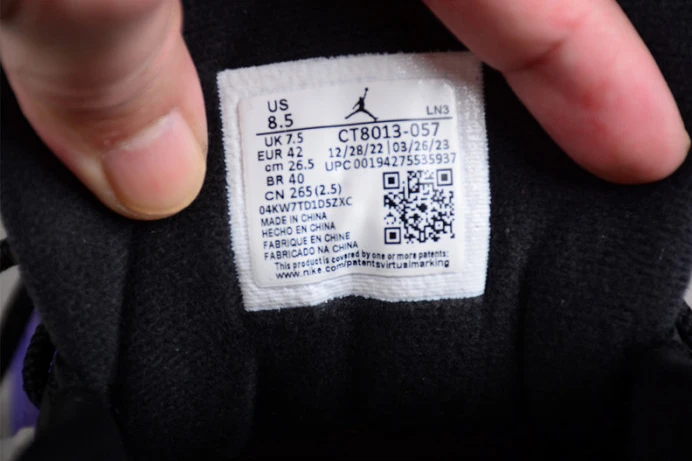 US
8.5
LN3
UK 7.5
CT8013-057
EUR 42
12/28/22 | 03/26/23
cm 26.5
UPC 00194275535937
BR 40
CN 265 (2.5)
04KW7TD1D5ZXC
MADE IN CHINA
HECHO EN CHINA
FABRIQUE EN CHINE
FABRICADO NA CHINA
This product is covered by one or more patents:
www.nike.com/patentsvirtualmarking